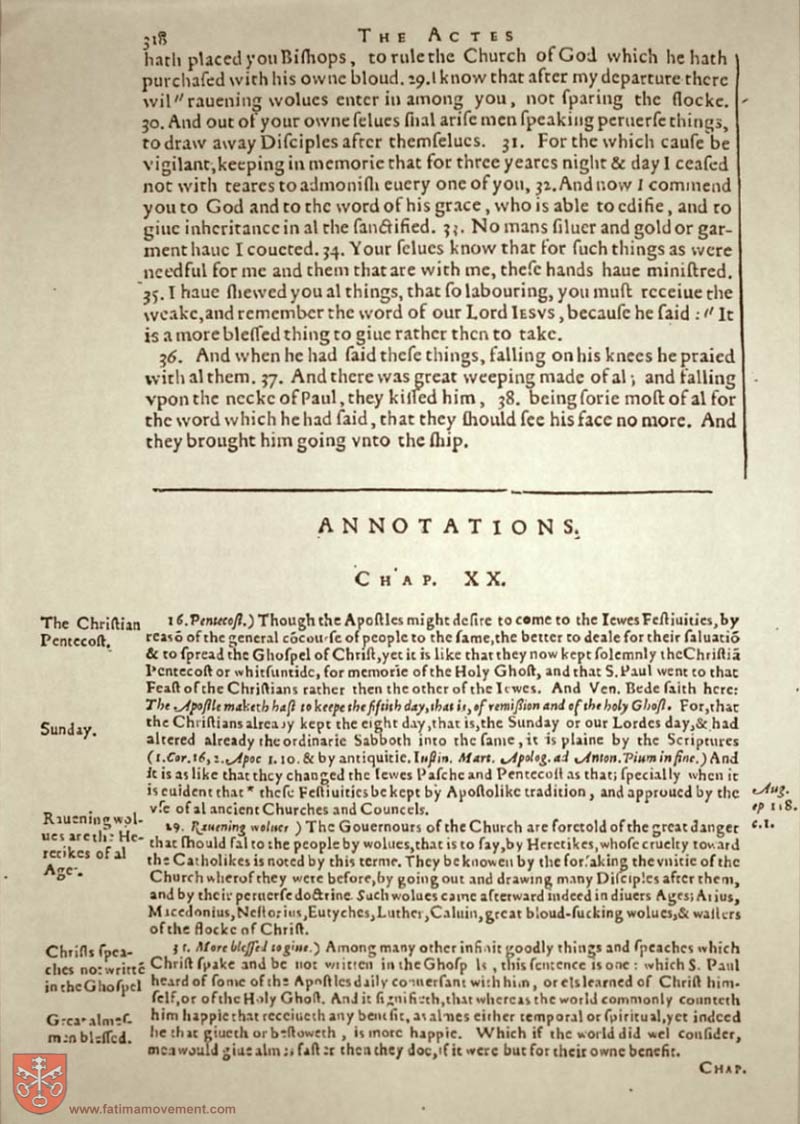 318
THE ACTES
hath placed you Biſhops, to rule the Church of God which he hath
purchaſed with his owne bloud. 29. I know that after my departure there
wil " rauening wolues enter in among you, not ſparing the flocke.
30. And out of your owne ſelues ſhal ariſe men ſpeaking peruerſe things,
to draw away Diſciples after themſelues. 31. For the which cauſe be
vigilant, keeping in memorie that for three yeares night & day I ceaſed
not with teares to admoniſh euery one of you, 32. And now I commend
you to God and to the word of his grace, who is able to edifie, and to
giue inheritance in al the ſanctified. 33. No mans ſiluer and gold or gar-
ment haue I coueted. 34. Your ſelues know that for ſuch things as were
needful for me and them that are with me, theſe hands haue miniſtred.
35. I haue ſhewed you al things, that ſo labouring, you muſt receiue the
weake, and remember the word of our Lord IESVS, becauſe he ſaid : " It
is a more bleſſed thing to giue rather then to take.
36. And when he had ſaid theſe things, falling on his knees he praied
with al them. 37. And there was great weeping made of al; and falling
vpon the necke of Paul, they kiſſed him, 38. being ſorie moſt of al for
the word which he had ſaid, that they ſhould ſee his face no more. And
they brought him going vnto the ſhip.
ANNOTATIONS.
CHAP. XX.
The Chriſtian
Pentecoſt.
16. Pentecoſt.) Though the Apoſtles might deſire to come to the Iewes Feſtiuities, by
reasō of the general cōcourſe of people to the ſame, the better to deale for their ſaluatiō
& to ſpread the Ghoſpel of Chriſt, yet it is like that they now kept ſolemnly the Chriſtiā
Pentecoſt or whitſuntide, for memorie of the Holy Ghoſt, and that S. Paul went to that
Feaſt of the Chriſtians rather then the other of the Iewes. And Ven. Bede ſaith here:
The Apoſtle maketh haſt to keepe the fiftith day, that is, of remißion and of the holy Ghoſt. For, that
Sunday.
the Chriſtians already kept the eight day, that is, the Sunday or our Lordes day, & had
altered already the ordinarie Sabboth into the ſame, it is plaine by the Scriptures
(1. Cor. 16, 2. Apoc 1. 10. & by antiquitie. Iuſtin. Mart. Apolog. ad Anton. Pium in fine.) And
it is as like that they changed the Iewes Paſche and Pentecoſt as that; ſpecially when it
is euident that * theſe Feſtiuities be kept by Apoſtolike tradition, and approued by the
vſe of al ancient Churches and Councels.
Aug.
ep 118.
c.1.
Rauening wol-
ues are the He-
retikes of al
Ages.
29. Rauening wolues ) The Gouernours of the Church are foretold of the great danger
that ſhould fal to the people by wolues, that is to ſay, by Heretikes, whoſe cruelty toward
the Catholikes is noted by this terme. They be knowen by the forſaking the vnitie of the
Church wherof they were before, by going out and drawing many Diſciples after them,
and by their peruerſe doctrine. Such wolues came afterward indeed in diuers Ages; Arius,
Macedonius, Neſtorius, Eutyches, Luther, Caluin, great bloud-ſucking wolues, & waſters
of the flocke of Chriſt.
Chriſts ſpea-
ches not writtē
in the Ghoſpel
35. More bleſſed to giue.) Among many other infinit goodly things and ſpeaches which
Chriſt ſpake and be not written in the Ghoſpels, this ſentence is one : which S. Paul
heard of ſome of the Apoſtles daily conuerſant with him, or els learned of Chriſt him-
ſelf, or of the Holy Ghoſt. And it ſignifieth, that whereas the world commonly counteth
Great almeſ-
men bleſſed.
him happie that receiueth any benefit, as almes either temporal or ſpiritual, yet indeed
he that giueth or beſtoweth, is more happie. Which if the world did wel conſider,
men would giue almes faſter then they doe, if it were but for their owne benefit.
CHAP.
www.fatimamovement.com